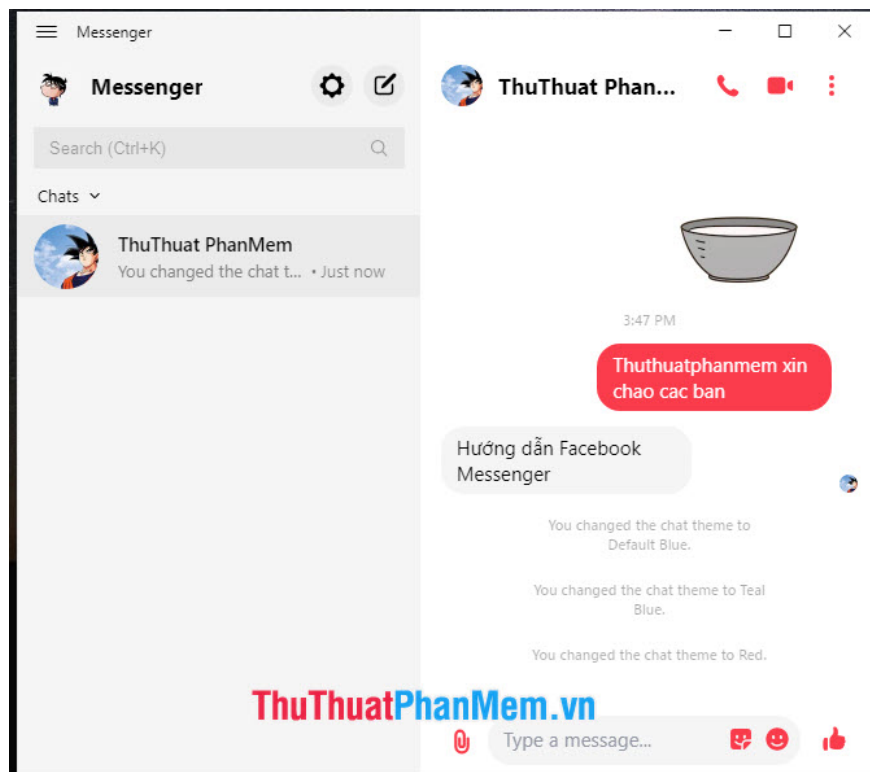 Messenger
Messenger
Search (Ctrl+K)
Chats
ThuThuat PhanMem
You changed the chat t... • Just now
ThuThuat Phan...
3:47 PM
Thuthuatphanmem xin
chao cac ban
Hướng dẫn Facebook
Messenger
You changed the chat theme to
Default Blue.
You changed the chat theme to Teal
Blue.
You changed the chat theme to Red.
ThuThuatPhanMem.vn
Type a message...